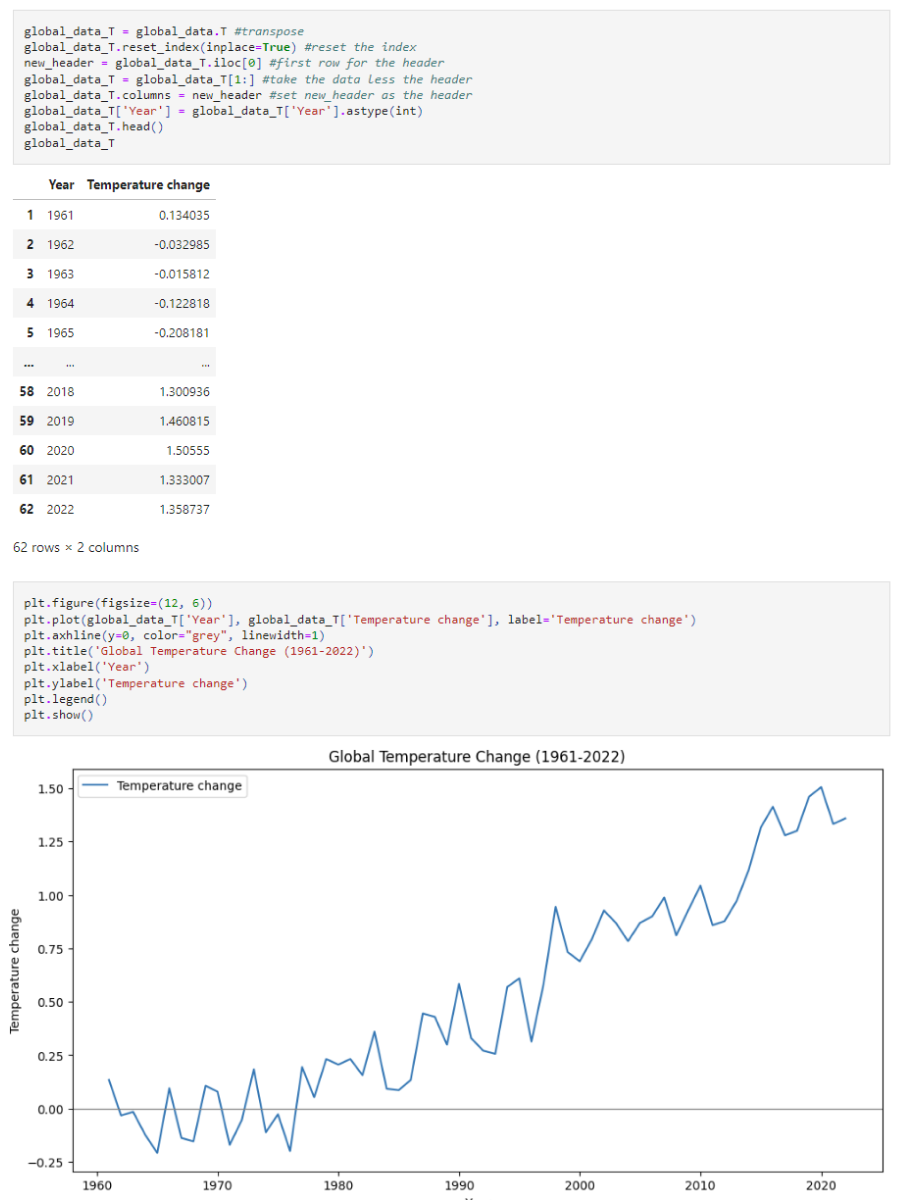 global_data_T = global_data.T #transpose
global_data_T.reset_index(inplace=True) #reset the index
new_header = global_data_T.iloc[0] #first row for the header
global_data_T = global_data_T[1:] #take the data less the header
global_data_T.columns = new_header #set new_header as the header
global_data_T['Year'] = global_data_T['Year'].astype(int)
global_data_T.head()
global_data_T
Year Temperature change
1 1961 0.134035
2 1962 -0.032985
3 1963 -0.015812
4 1964 -0.122818
5 1965 -0.208181
... ... ...
58 2018 1.300936
59 2019 1.460815
60 2020 1.50555
61 2021 1.333007
62 2022 1.358737
62 rows × 2 columns
plt.figure(figsize=(12, 6))
plt.plot(global_data_T['Year'], global_data_T['Temperature change'], label='Temperature change')
plt.axhline(y=0, color="grey", linewidth=1)
plt.title('Global Temperature Change (1961-2022)')
plt.xlabel('Year')
plt.ylabel('Temperature change')
plt.legend()
plt.show()
Global Temperature Change (1961-2022)
Temperature change
1.50
1.25
1.00
0.75
0.50
0.25
0.00
−0.25
Temperature change
1960 1970 1980 1990 2000 2010 2020